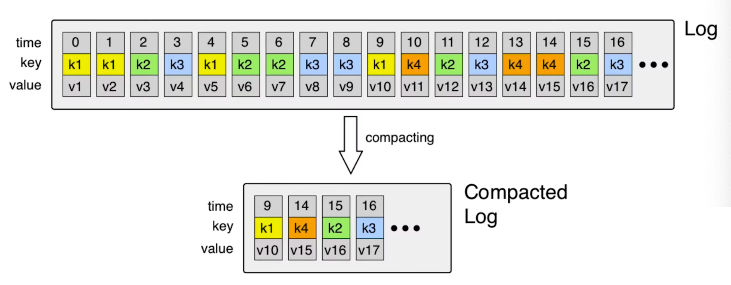 Log
time 0 1 2 3 4 5 6 7 8 9 10 11 12 13 14 15 16
key k1 k1 k2 k3 k1 k2 k2 k3 k3 k1 k4 k2 k3 k4 k4 k2 k3
value v1 v2 v3 v4 v5 v6 v7 v8 v9 v10 v11 v12 v13 v14 v15 v16 v17
compacting
Compacted
Log
time 9 14 15 16
key k1 k4 k2 k3
value v10 v15 v16 v17